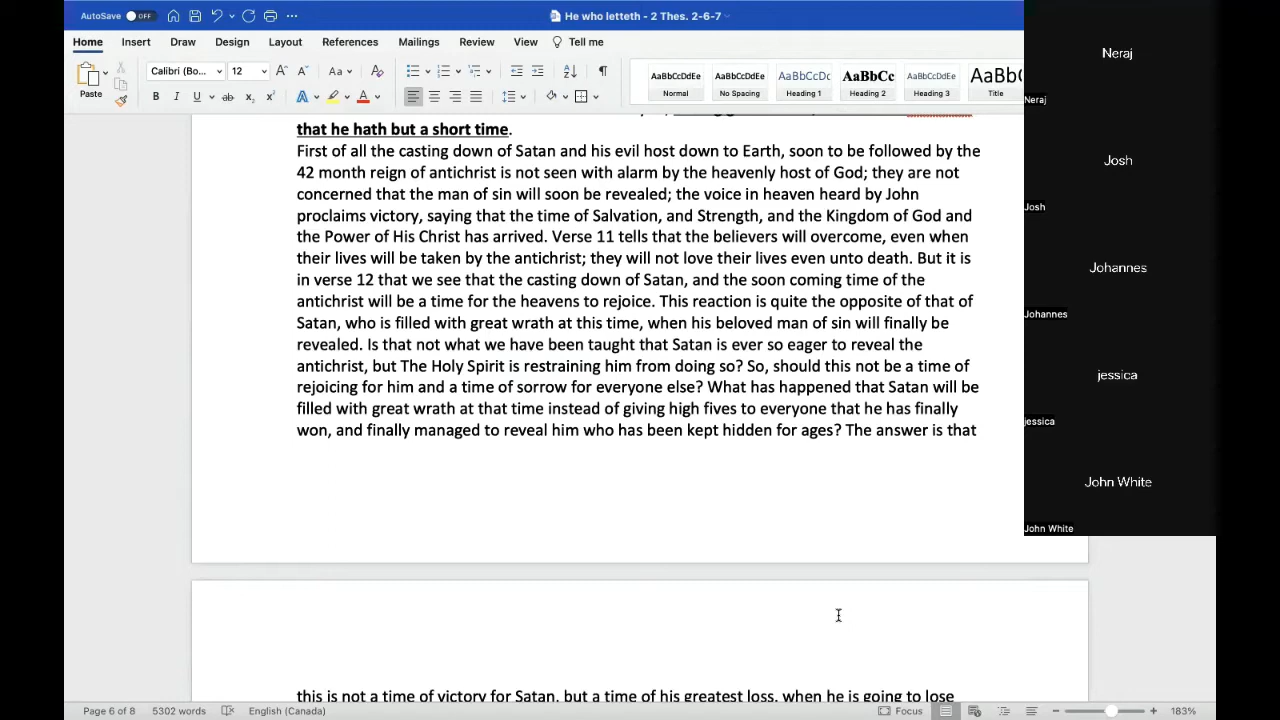 AutoSave OFF
He who letteth - 2 Thes. 2-6-7
Home Insert Draw Design Layout References Mailings Review View Tell me
Paste
Calibri (Bo... 12
AaBbCcDdEe Normal
AaBbCcDdEe No Spacing
AaBbCcDc Heading 1
AaBbCc Heading 2
AaBbCcDdEe Heading 3
AaBbC Title
that he hath but a short time.
First of all the casting down of Satan and his evil host down to Earth, soon to be followed by the
42 month reign of antichrist is not seen with alarm by the heavenly host of God; they are not
concerned that the man of sin will soon be revealed; the voice in heaven heard by John
proclaims victory, saying that the time of Salvation, and Strength, and the Kingdom of God and
the Power of His Christ has arrived. Verse 11 tells that the believers will overcome, even when
their lives will be taken by the antichrist; they will not love their lives even unto death. But it is
in verse 12 that we see that the casting down of Satan, and the soon coming time of the
antichrist will be a time for the heavens to rejoice. This reaction is quite the opposite of that of
Satan, who is filled with great wrath at this time, when his beloved man of sin will finally be
revealed. Is that not what we have been taught that Satan is ever so eager to reveal the
antichrist, but The Holy Spirit is restraining him from doing so? So, should this not be a time of
rejoicing for him and a time of sorrow for everyone else? What has happened that Satan will be
filled with great wrath at that time instead of giving high fives to everyone that he has finally
won, and finally managed to reveal him who has been kept hidden for ages? The answer is that
this is not a time of victory for Satan, but a time of his greatest loss, when he is going to lose
Page 6 of 8 5302 words English (Canada) Focus 183%
Neraj
Neraj
Josh
Josh
Johannes
Johannes
jessica
jessica
John White
John White